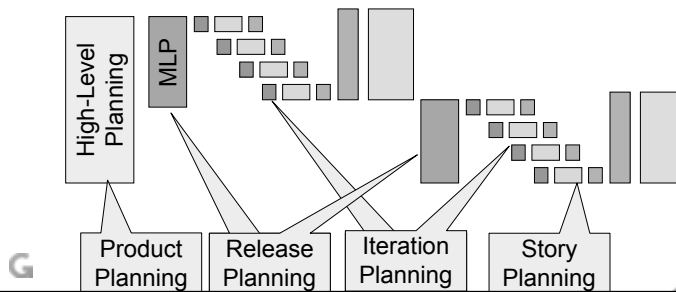 High-Level
Planning
MLP
Product
Planning
Release
Planning
Iteration
Planning
Story
Planning
G